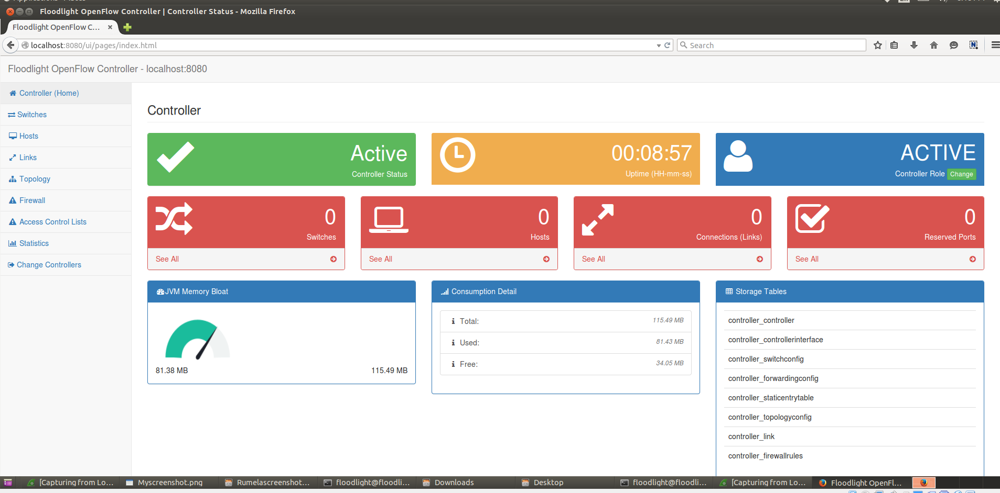 Floodlight OpenFlow Controller | Controller Status - Mozilla Firefox
Floodlight OpenFlow C...
localhost:8080/ui/pages/index.html
Search
Floodlight OpenFlow Controller - localhost:8080
Controller (Home)
Switches
Hosts
Links
Topology
Firewall
Access Control Lists
Statistics
Change Controllers
Controller
Active
Controller Status
00:08:57
Uptime (HH-mm-ss)
ACTIVE
Controller Role Change
0
Switches
See All
0
Hosts
See All
0
Connections (Links)
See All
0
Reserved Ports
See All
JVM Memory Bloat
81.38 MB
115.49 MB
Consumption Detail
Total: 115.49 MB
Used: 81.43 MB
Free: 34.05 MB
Storage Tables
controller_controller
controller_controllerinterface
controller_switchconfig
controller_forwardingconfig
controller_staticentrytable
controller_topologyconfig
controller_link
controller_firewallrules
[Capturing from Lo... Myscreenshot.png Rumelascreenshot... floodlight@floodli... Downloads Desktop floodlight@floodli... [Capturing from Lo... Floodlight OpenFl...